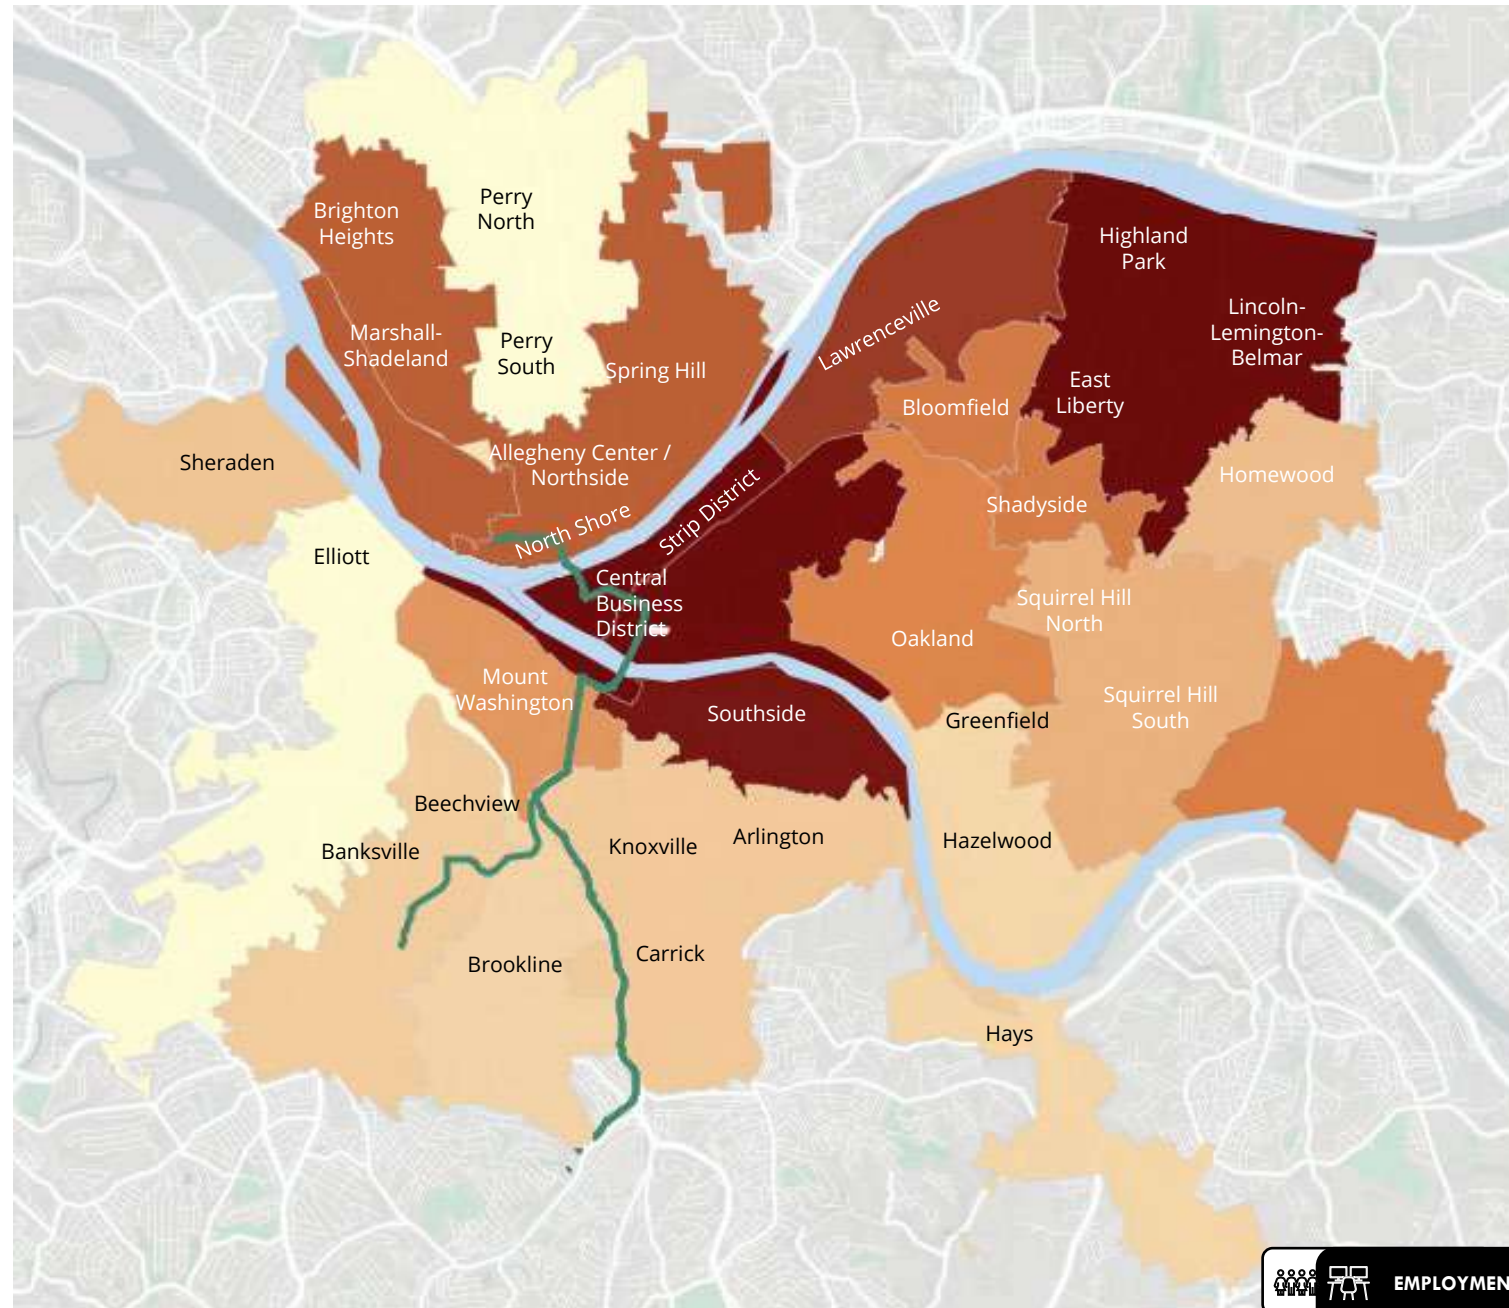 Perry
North
Brighton
Heights
Highland
Park
Lincoln-
Lemington-
Belmar
Lawrenceville
Marshall-
Shadeland
Perry
South
Spring Hill
East
Liberty
Bloomfield
Sheraden
Allegheny Center /
Northside
Homewood
Shadyside
Strip District
North Shore
Elliott
Central
Business
District
Squirrel Hill
North
Oakland
Mount
Washington
Squirrel Hill
South
Southside
Greenfield
Beechview
Banksville
Knoxville
Arlington
Hazelwood
Brookline
Carrick
Hays
EMPLOYMEN